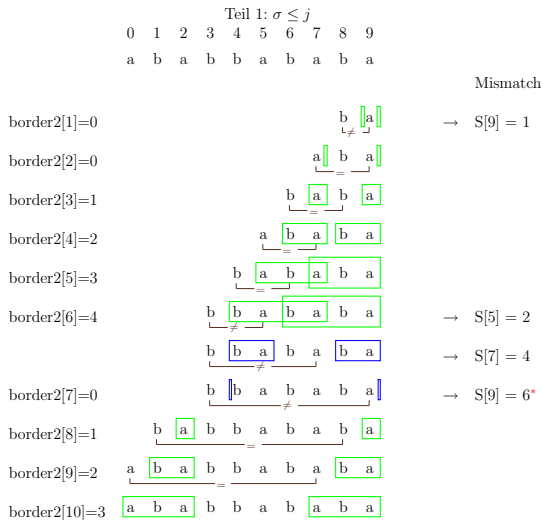 Teil 1: σ ≤ j
0 1 2 3 4 5 6 7 8 9
a b a b b a b a b a
Mismatch
border2[1]=0 b a → S[9] = 1
≠
border2[2]=0 a b a
=
border2[3]=1 b a b a
=
border2[4]=2 a b a b a
=
border2[5]=3 b a b a b a
=
border2[6]=4 b b a b a b a → S[5] = 2
≠
b b a b a b a → S[7] = 4
≠
border2[7]=0 b b a b a b a → S[9] = 6*
≠
border2[8]=1 b a b b a b a b a
=
border2[9]=2 a b a b b a b a b a
=
border2[10]=3 a b a b b a b a b a